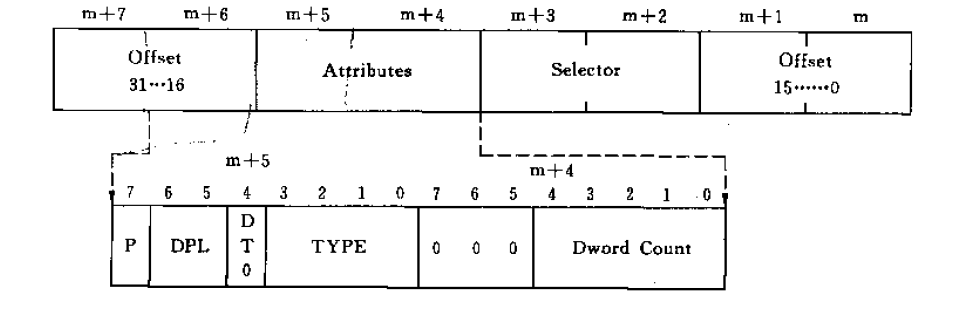 m+7 m+6 m+5 m+4 m+3 m+2 m+1 m
Offset Attributes Selector Offset
31···16 15······0
m+5 m+4
7 6 5 4 3 2 1 0 7 6 5 4 3 2 1 0
P DPL D TYPE 0 0 0 Dword Count
T
0